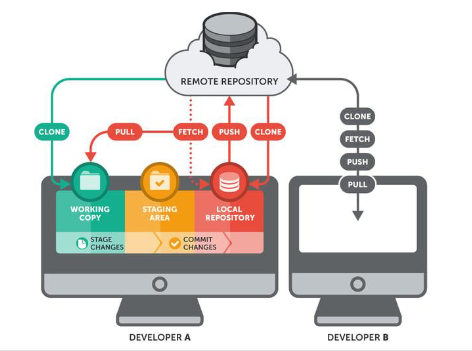 REMOTE REPOSITORY
CLONE
PULL
FETCH
PUSH
CLONE
CLONE
FETCH
PUSH
PULL
WORKING
COPY
STAGING
AREA
LOCAL
REPOSITORY
STAGE
CHANGES
COMMIT
CHANGES
DEVELOPER A
DEVELOPER B